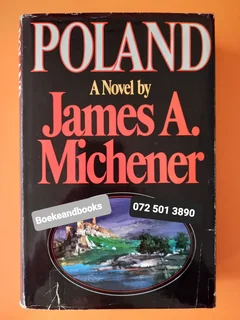 POLAND
A Novel by
James A.
Michener
Boekeandbooks
072 501 3890